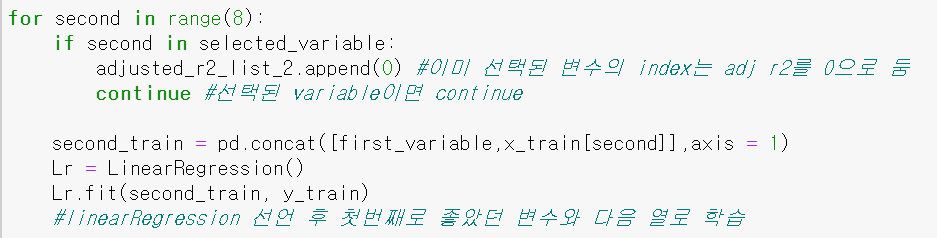 for second in range(8):
    if second in selected_variable:
        adjusted_r2_list_2.append(0) #이미 선택된 변수의 index는 adj r2를 0으로 둠
        continue #선택된 variable이면 continue
    second_train = pd.concat([first_variable,x_train[second]],axis = 1)
    Lr = LinearRegression()
    Lr.fit(second_train, y_train)
    #linearRegression 선언 후 첫번째로 좋았던 변수와 다음 열로 학습